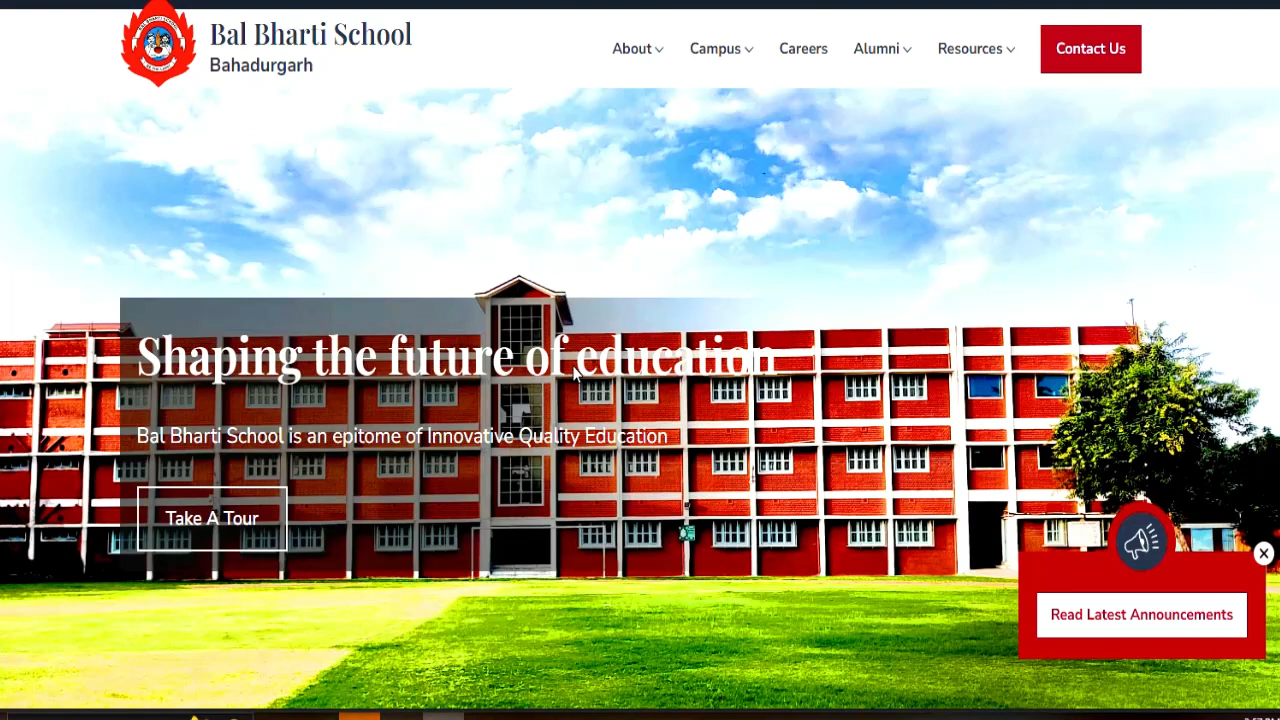 Bal Bharti School
Bahadurgarh
About
Campus
Careers
Alumni
Resources
Contact Us
Shaping the future of education
Bal Bharti School is an epitome of Innovative Quality Education
Take A Tour
Read Latest Announcements